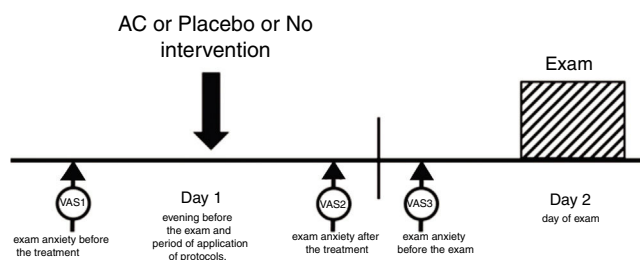 AC or Placebo or No
intervention
Exam
VAS1
exam anxiety before
the treatment
Day 1
evening before
the exam and
period of application
of protocols.
VAS2
exam anxiety after
the treatment
VAS3
exam anxiety
before the exam
Day 2
day of exam